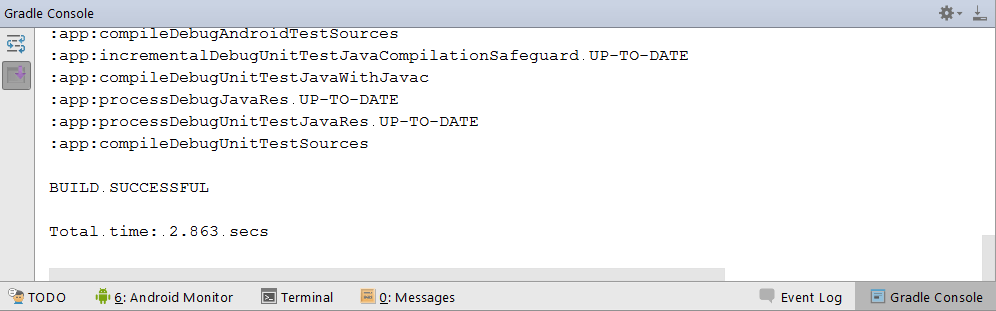 Gradle Console
:app:compileDebugAndroidTestSources
:app:incrementalDebugUnitTestJavaCompilationSafeguard.UP-TO-DATE
:app:compileDebugUnitTestJavaWithJavac
:app:processDebugJavaRes.UP-TO-DATE
:app:processDebugUnitTestJavaRes.UP-TO-DATE
:app:compileDebugUnitTestSources
BUILD.SUCCESSFUL
Total.time:.2.863.secs
TODO 6: Android Monitor Terminal 0: Messages Event Log Gradle Console